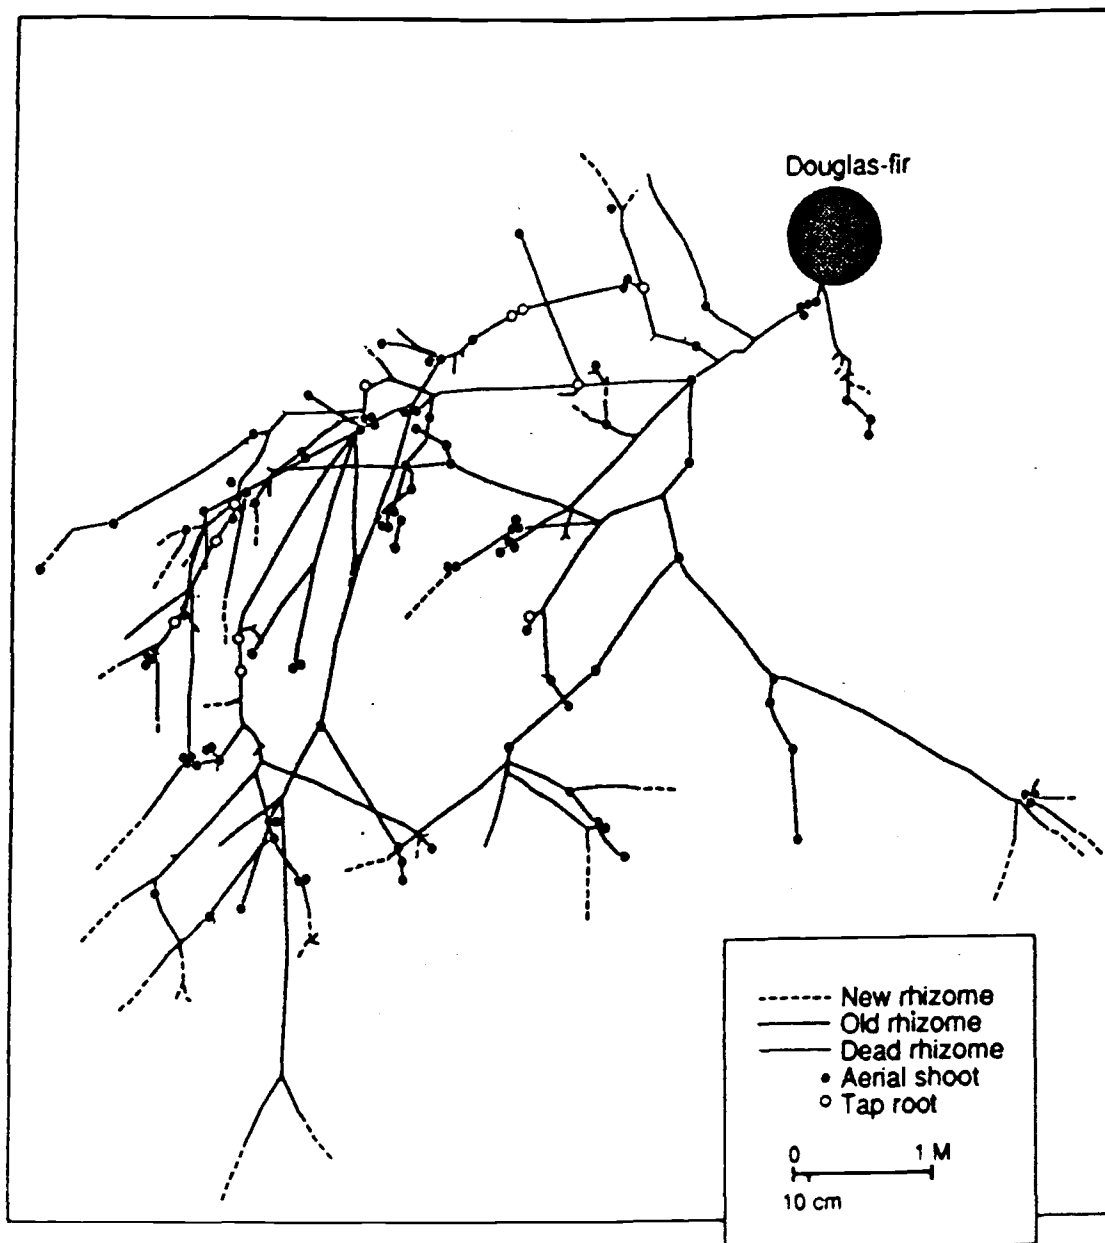 Douglas-fir
New rhizome
Old rhizome
Dead rhizome
Aerial shoot
Tap root
0 1 M
10 cm